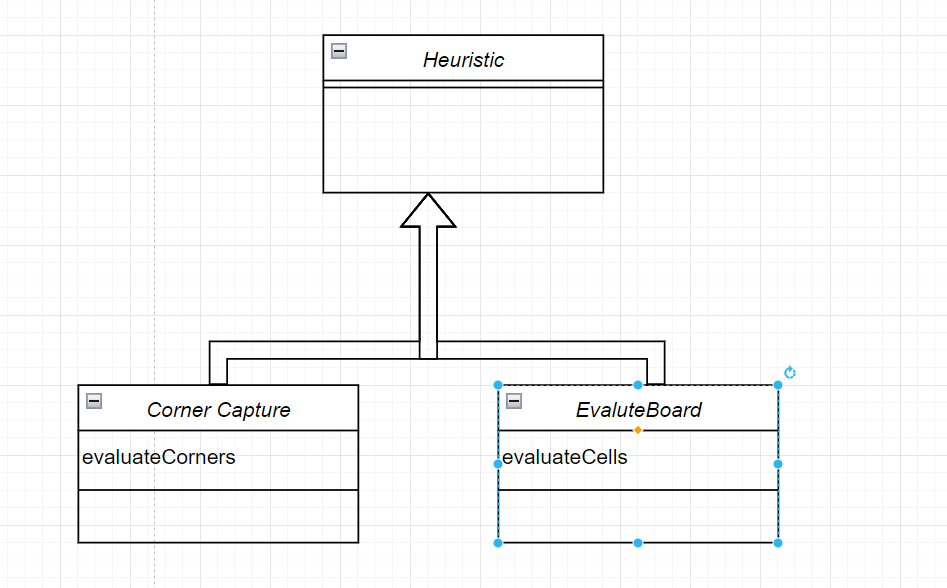 Heuristic
Corner Capture
EvaluteBoard
evaluateCorners
evaluateCells